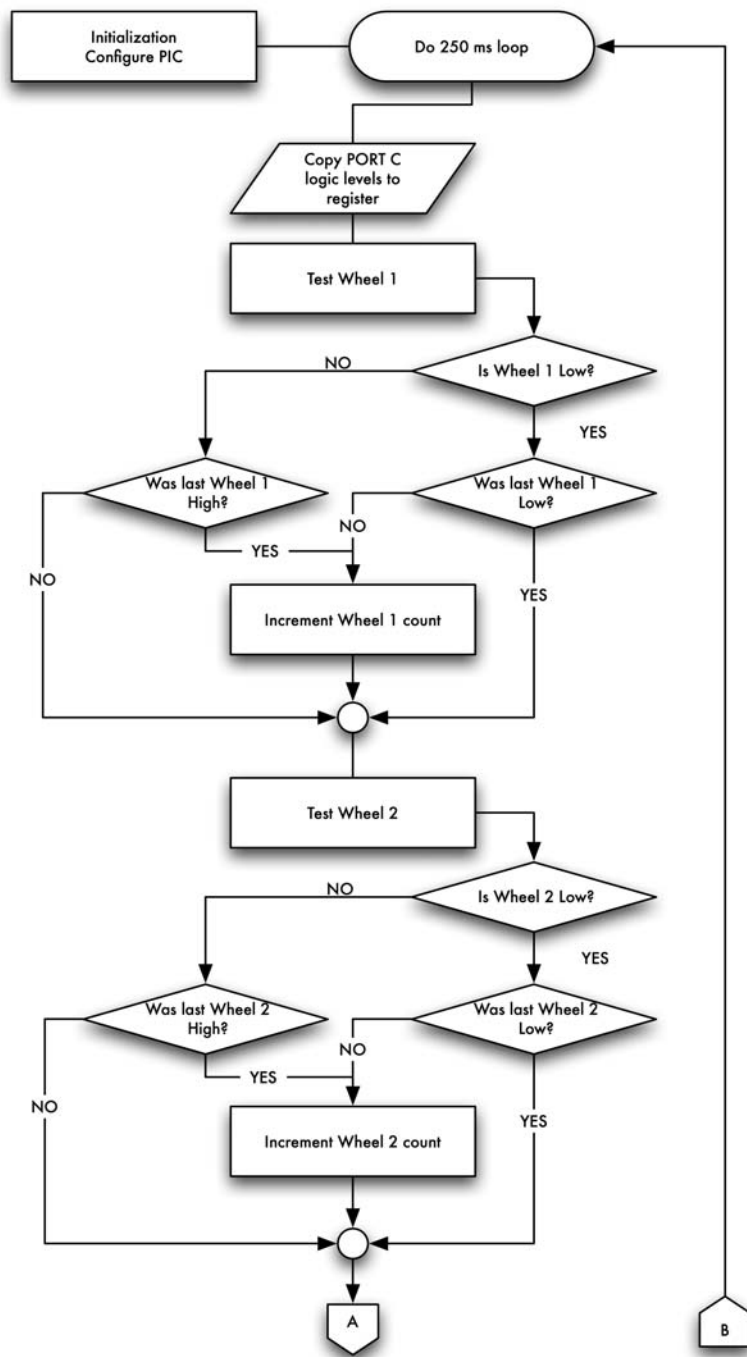 Initialization
Configure PIC
Do 250 ms loop
Copy PORT C
logic levels to
register
Test Wheel 1
Is Wheel 1 Low?
NO
YES
Was last Wheel 1
High?
Was last Wheel 1
Low?
NO
YES
NO
YES
Increment Wheel 1 count
Test Wheel 2
Is Wheel 2 Low?
NO
YES
Was last Wheel 2
High?
Was last Wheel 2
Low?
NO
YES
NO
YES
Increment Wheel 2 count
A
B